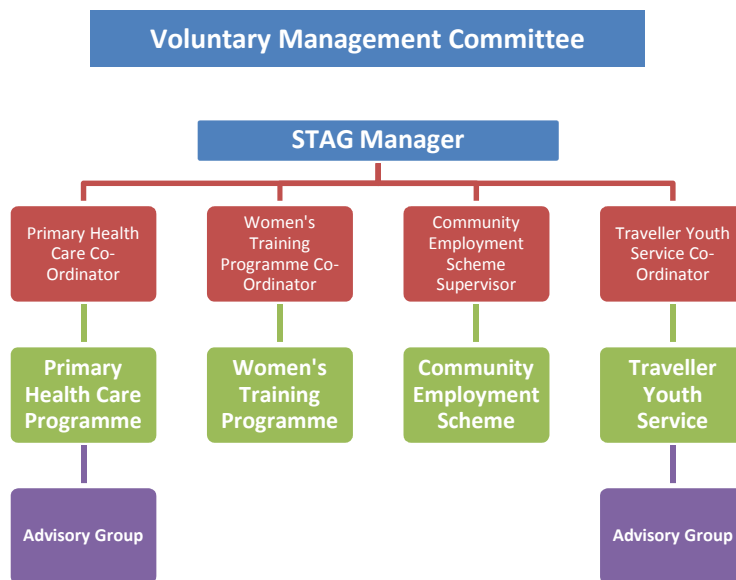 Voluntary Management Committee
STAG Manager
Primary Health
Care Co-
Ordinator
Women's
Training
Programme Co-
Ordinator
Community
Employment
Scheme
Supervisor
Traveller Youth
Service Co-
Ordinator
Primary
Health Care
Programme
Women's
Training
Programme
Community
Employment
Scheme
Traveller
Youth
Service
Advisory Group
Advisory Group